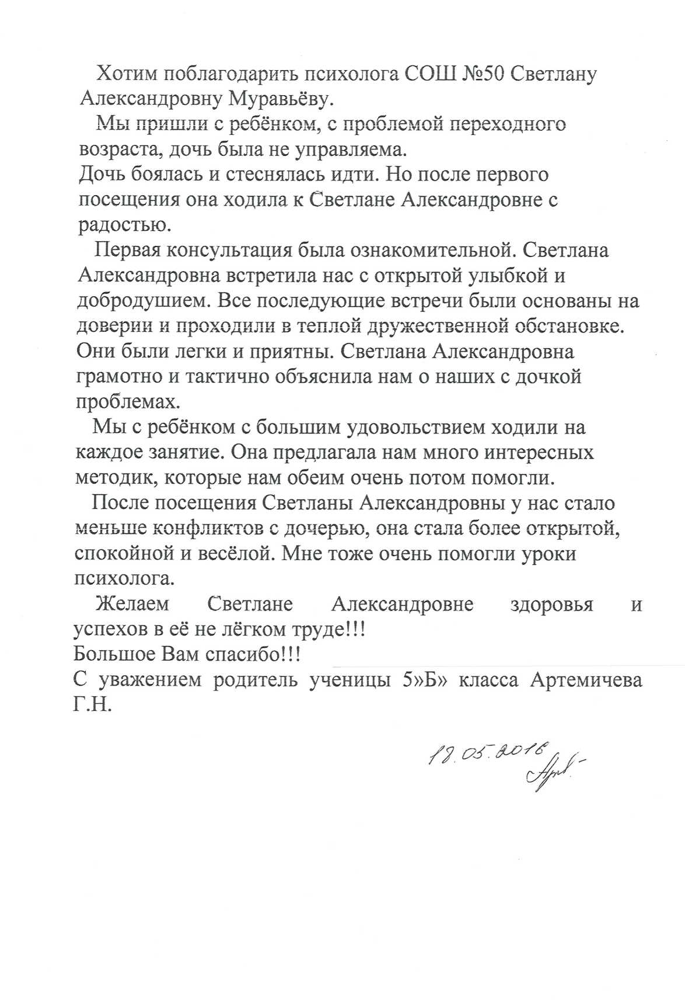 Хотим поблагодарить психолога СОШ №50 Светлану
Александровну Муравьёву.
Мы пришли с ребёнком, с проблемой переходного
возраста, дочь была не управляема.
Дочь боялась и стеснялась идти. Но после первого
посещения она ходила к Светлане Александровне с
радостью.
Первая консультация была ознакомительной. Светлана
Александровна встретила нас с открытой улыбкой и
добродушием. Все последующие встречи были основаны на
доверии и проходили в теплой дружественной обстановке.
Они были легки и приятны. Светлана Александровна
грамотно и тактично объяснила нам о наших с дочкой
проблемах.
Мы с ребёнком с большим удовольствием ходили на
каждое занятие. Она предлагала нам много интересных
методик, которые нам обеим очень потом помогли.
После посещения Светланы Александровны у нас стало
меньше конфликтов с дочерью, она стала более открытой,
спокойной и весёлой. Мне тоже очень помогли уроки
психолога.
Желаем Светлане Александровне здоровья и
успехов в её не лёгком труде!!!
Большое Вам спасибо!!!
С уважением родитель ученицы 5»Б» класса Артемичева
Г.Н.
18.05.2016